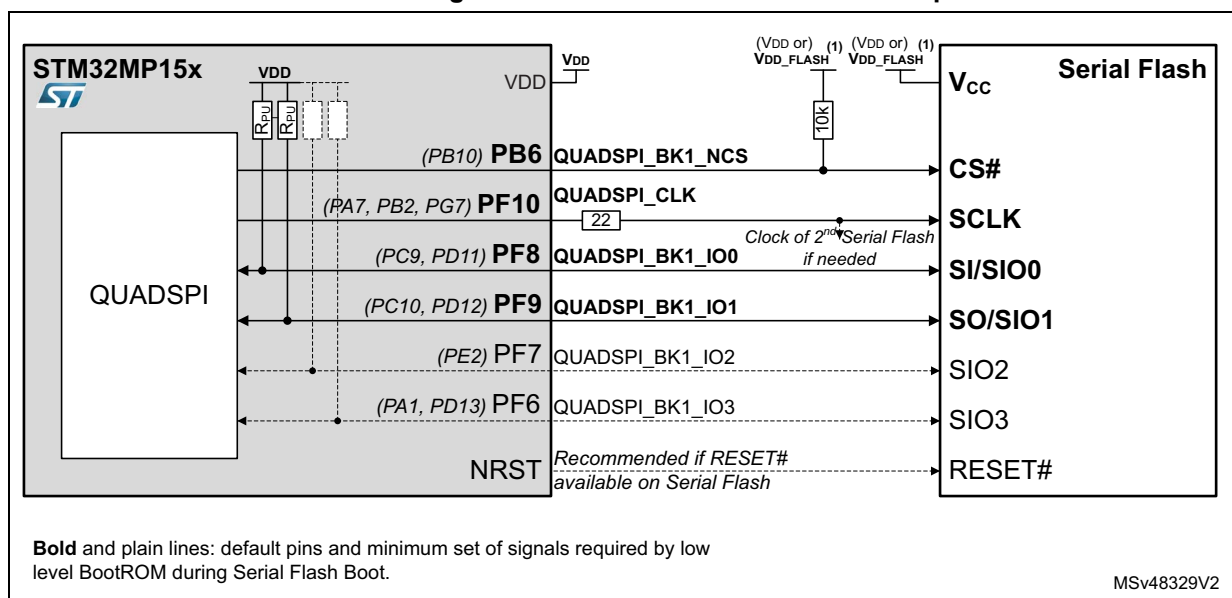 STM32MP15x
ST
VDD
RPU
RPU
VDD
VDD
(VDD or)
VDD_FLASH
(1)
(VDD or)
VDD_FLASH
(1)
10k
Serial Flash
VCC
QUADSPI
(PB10) PB6 QUADSPI_BK1_NCS CS#
(PA7, PB2, PG7) PF10 QUADSPI_CLK SCLK
22
Clock of 2nd Serial Flash
if needed
(PC9, PD11) PF8 QUADSPI_BK1_IO0 SI/SIO0
(PC10, PD12) PF9 QUADSPI_BK1_IO1 SO/SIO1
(PE2) PF7 QUADSPI_BK1_IO2 SIO2
(PA1, PD13) PF6 QUADSPI_BK1_IO3 SIO3
NRST Recommended if RESET# RESET#
available on Serial Flash
Bold and plain lines: default pins and minimum set of signals required by low
level BootROM during Serial Flash Boot.
MSv48329V2